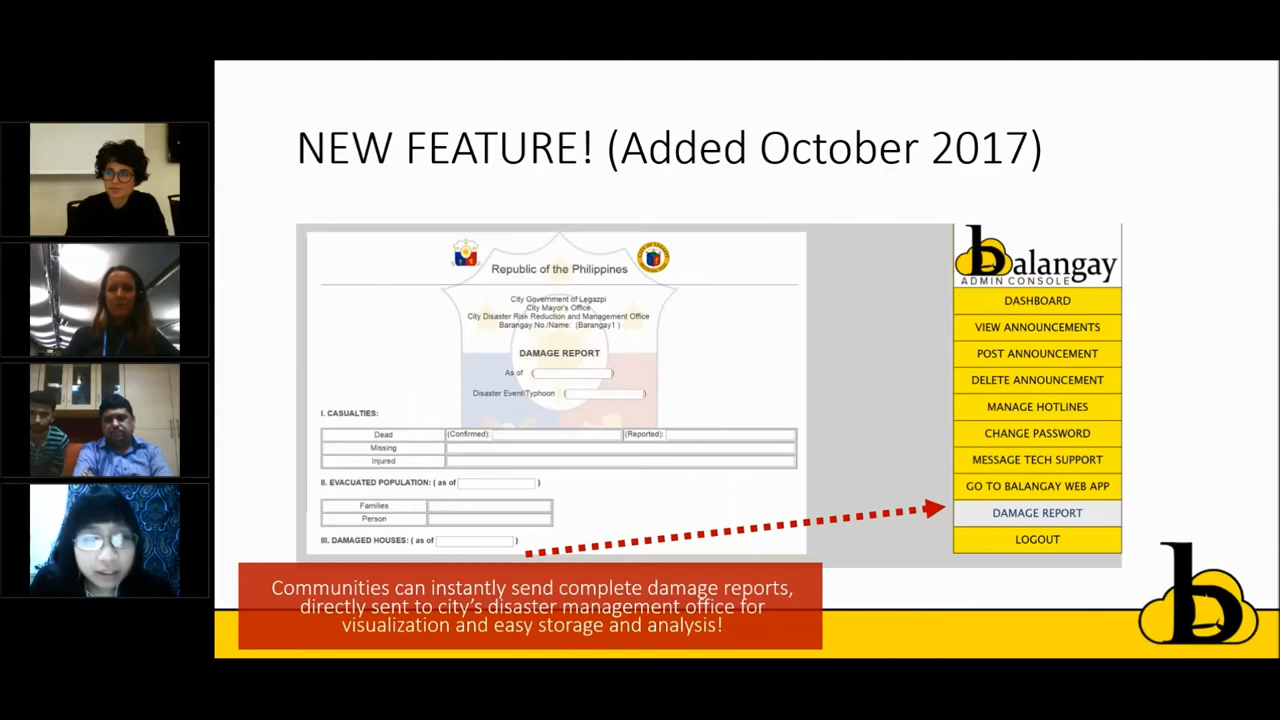 NEW FEATURE! (Added October 2017)
Republic of the Philippines
City Government of Legazpi
City Mayor's Office
City Disaster Risk Reduction and Management Office
Barangay No./Name: (Barangay1 )
DAMAGE REPORT
As of ( )
Disaster Event/Typhoon ( )
I. CASUALTIES:
Dead (Confirmed): (Reported):
Missing
Injured
II. EVACUATED POPULATION: ( as of )
Families
Person
III. DAMAGED HOUSES: ( as of )
balangay
ADMIN CONSOLE
DASHBOARD
VIEW ANNOUNCEMENTS
POST ANNOUNCEMENT
DELETE ANNOUNCEMENT
MANAGE HOTLINES
CHANGE PASSWORD
MESSAGE TECH SUPPORT
GO TO BALANGAY WEB APP
DAMAGE REPORT
LOGOUT
Communities can instantly send complete damage reports,
directly sent to city's disaster management office for
visualization and easy storage and analysis!
b